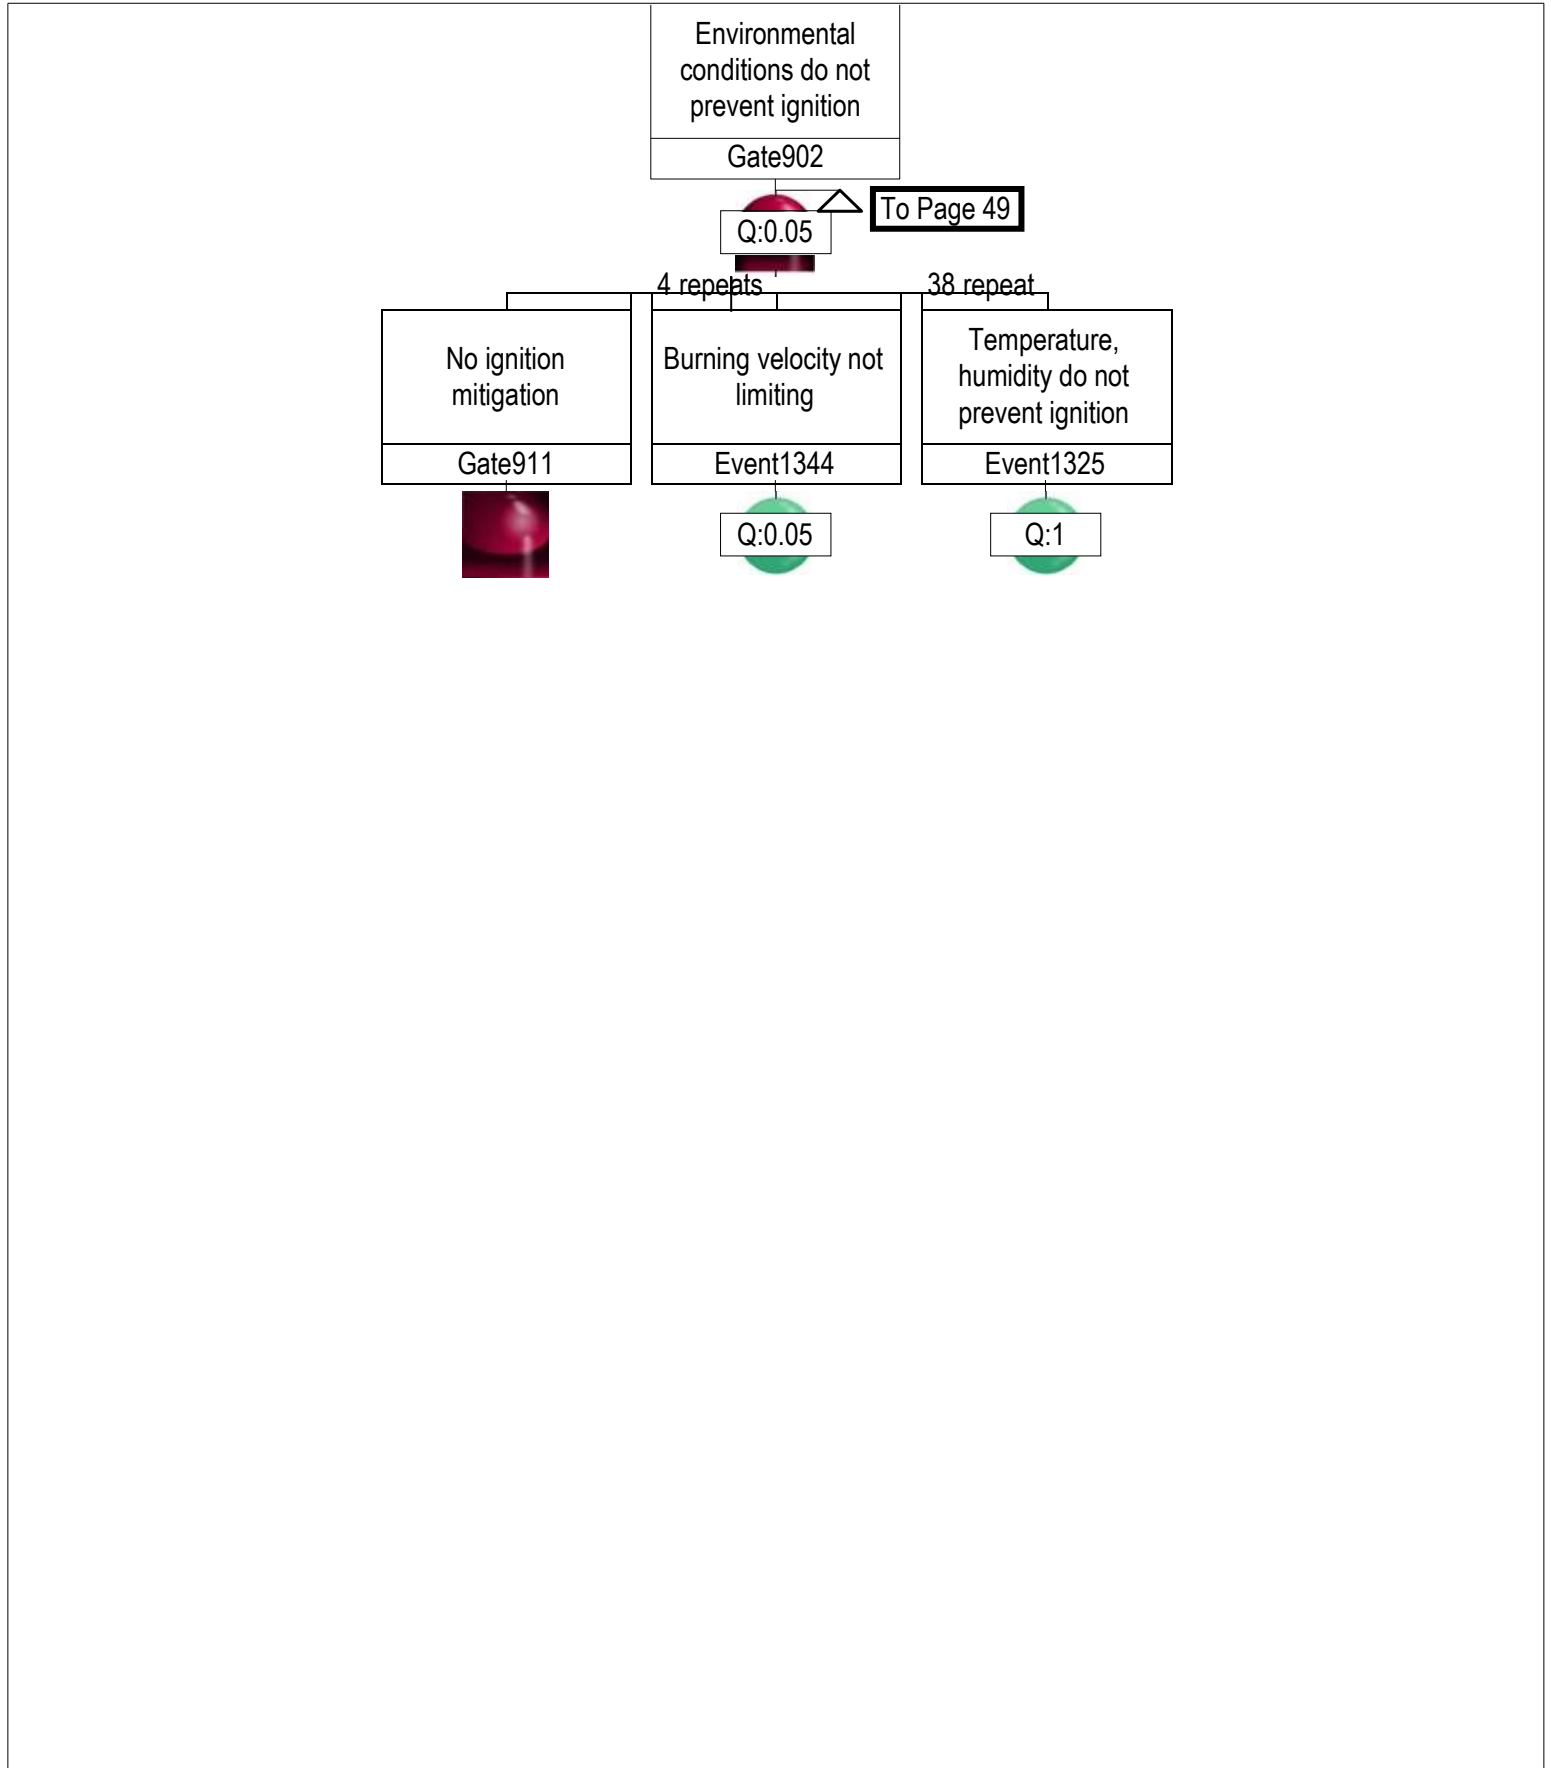 Environmental
conditions do not
prevent ignition
Gate902
To Page 49
Q:0.05
4 repeats
38 repeat
No ignition
mitigation
Gate911
Burning velocity not
limiting
Event1344
Q:0.05
Temperature,
humidity do not
prevent ignition
Event1325
Q:1